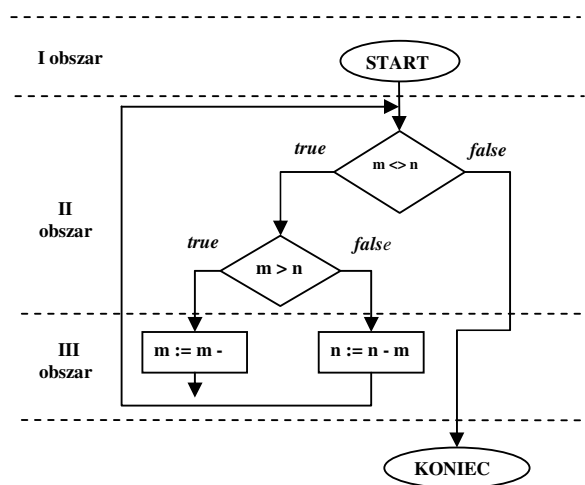 I obszar
START
true
m <> n
false
II
obszar
true
false
m > n
III
obszar
m := m -
n := n - m
KONIEC